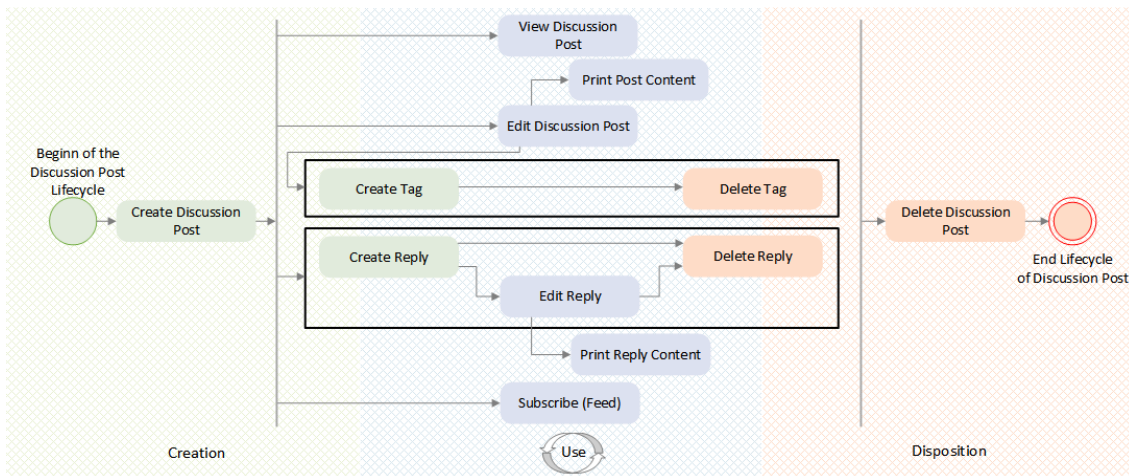 View Discussion
Post
Print Post Content
Edit Discussion Post
Beginn of the
Discussion Post
Lifecycle
Create Tag
Delete Tag
Create Discussion
Post
Delete Discussion
Post
Create Reply
Delete Reply
End Lifecycle
of Discussion Post
Edit Reply
Print Reply Content
Subscribe (Feed)
Creation
Use
Disposition